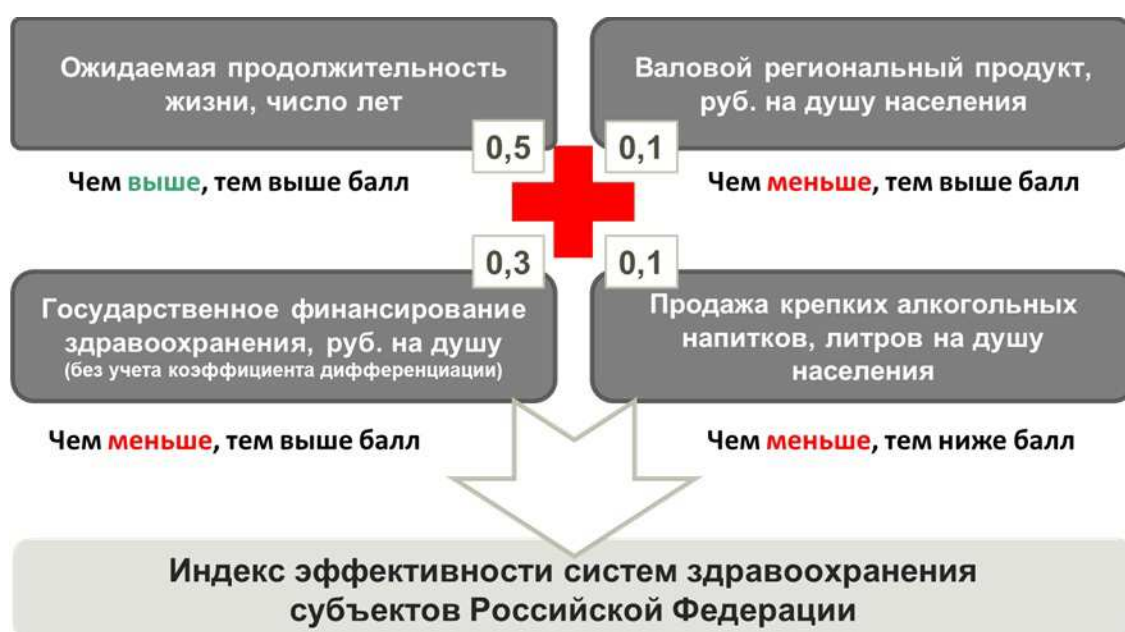 Ожидаемая продолжительность
жизни, число лет
0,5
Чем выше, тем выше балл
Валовой региональный продукт,
руб. на душу населения
0,1
Чем меньше, тем выше балл
0,3
Государственное финансирование
здравоохранения, руб. на душу
(без учета коэффициента дифференциации)
Чем меньше, тем выше балл
0,1
Продажа крепких алкогольных
напитков, литров на душу
населения
Чем меньше, тем ниже балл
Индекс эффективности систем здравоохранения
субъектов Российской Федерации